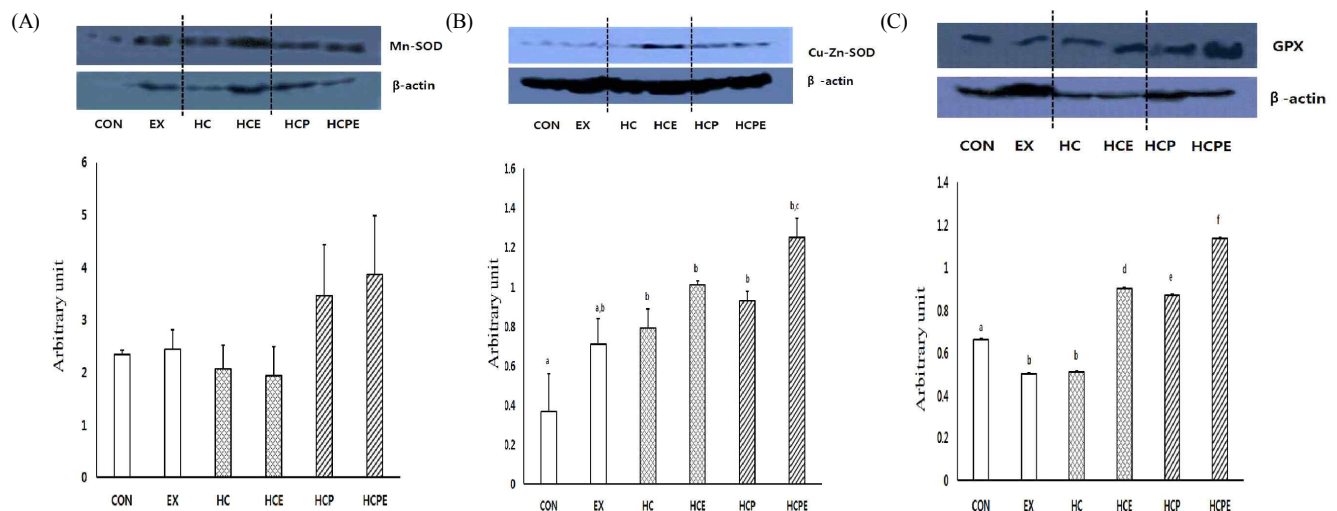 (A)
Mn-SOD
β-actin
CON EX HC HCE HCP HCPE
6
5
4
3
2
1
0
Arbitrary unit
CON EX HC HCE HCP HCPE
(B)
Cu-Zn-SOD
β -actin
CON EX HC HCE HCP HCPE
1.6
1.4
1.2
1
0.8
0.6
0.4
0.2
0
Arbitrary unit
a
a,b
b
b
b
b,c
CON EX HC HCE HCP HCPE
(C)
GPX
β -actin
CON EX HC HCE HCP HCPE
1.4
1.2
1
0.8
0.6
0.4
0.2
0
Arbitrary unit
a
b
b
d
e
f
CON EX HC HCE HCP HCPE